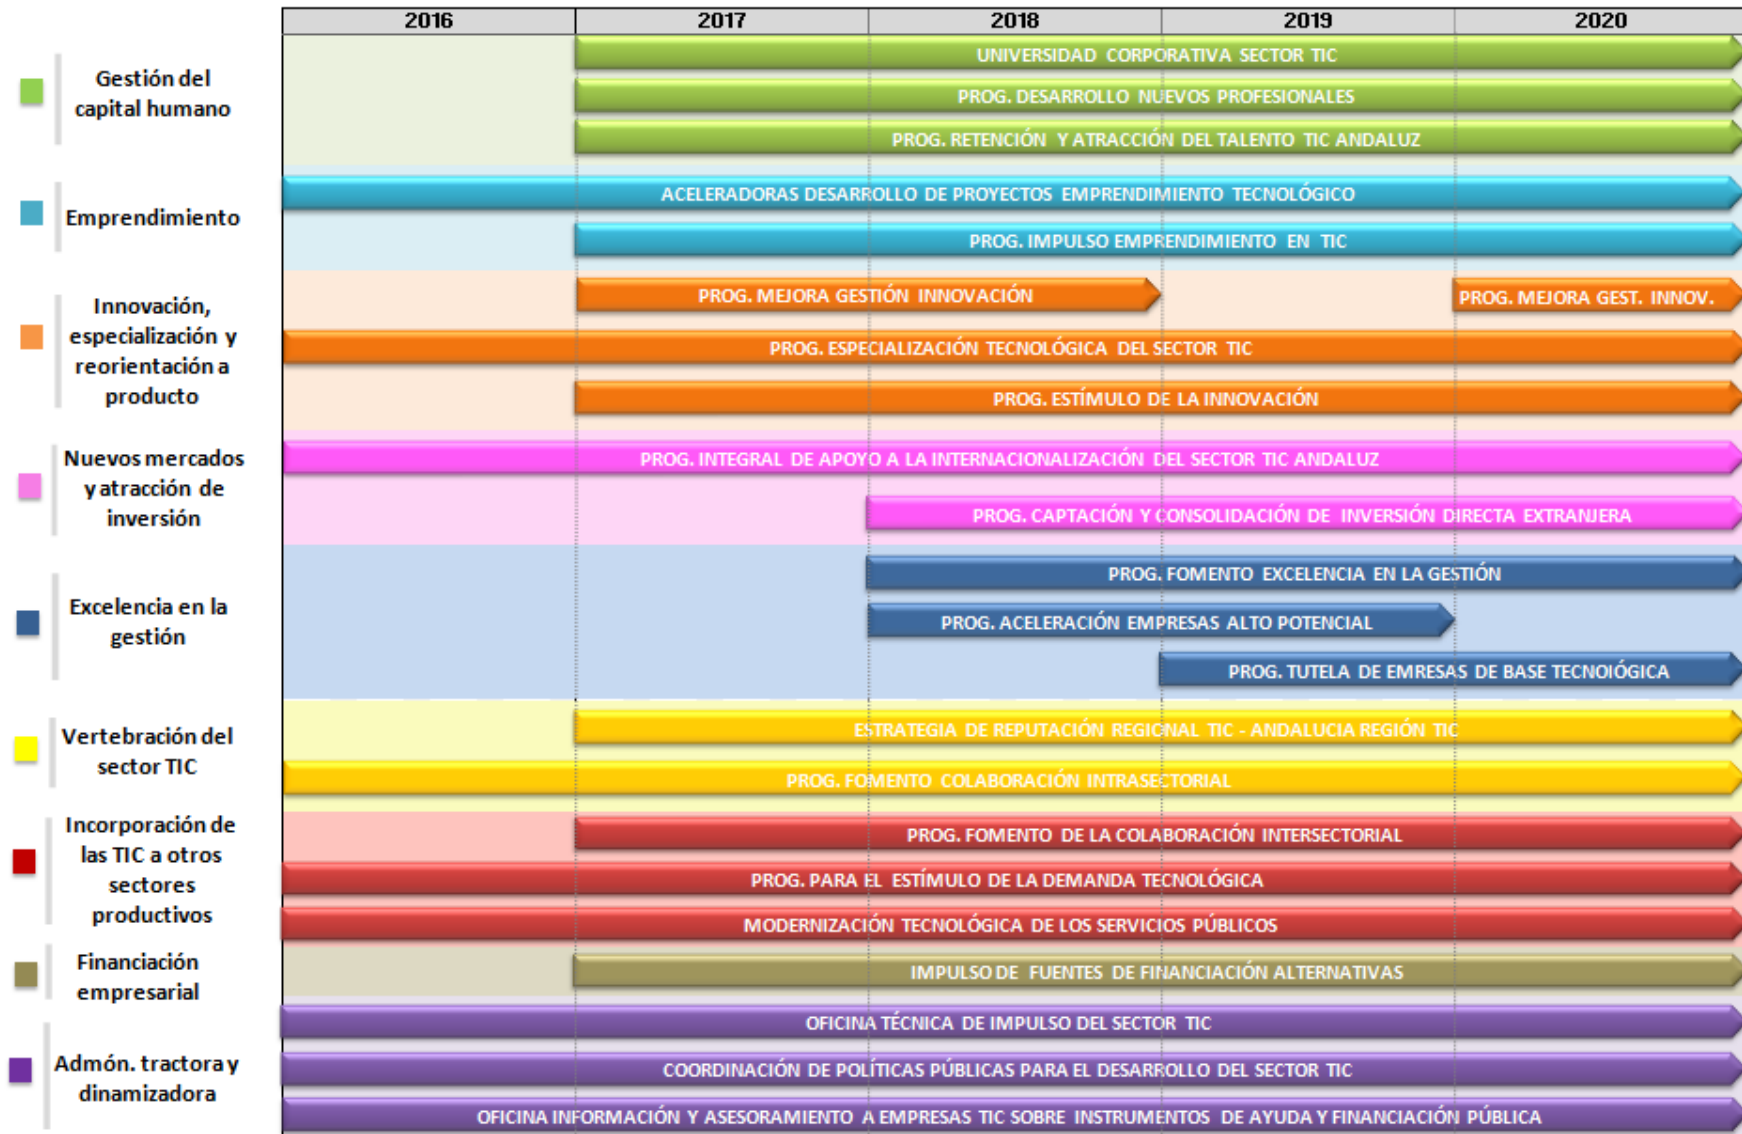 2016 2017 2018 2019 2020
Gestión del
capital humano
UNIVERSIDAD CORPORATIVA SECTOR TIC
PROG. DESARROLLO NUEVOS PROFESIONALES
PROG. RETENCIÓN Y ATRACCIÓN DEL TALENTO TIC ANDALUZ
Emprendimiento
ACELERADORAS DESARROLLO DE PROYECTOS EMPRENDIMIENTO TECNOLÓGICO
PROG. IMPULSO EMPRENDIMIENTO EN TIC
Innovación,
especialización y
reorientación a
producto
PROG. MEJORA GESTIÓN INNOVACIÓN
PROG. MEJORA GEST. INNOV.
PROG. ESPECIALIZACIÓN TECNOLÓGICA DEL SECTOR TIC
PROG. ESTÍMULO DE LA INNOVACIÓN
Nuevos mercados
y atracción de
inversión
PROG. INTEGRAL DE APOYO A LA INTERNACIONALIZACIÓN DEL SECTOR TIC ANDALUZ
PROG. CAPTACIÓN Y CONSOLIDACIÓN DE INVERSIÓN DIRECTA EXTRANJERA
Excelencia en la
gestión
PROG. FOMENTO EXCELENCIA EN LA GESTIÓN
PROG. ACELERACIÓN EMPRESAS ALTO POTENCIAL
PROG. TUTELA DE EMRESAS DE BASE TECNOIÓGICA
Vertebración del
sector TIC
ESTRATEGIA DE REPUTACIÓN REGIONAL TIC - ANDALUCIA REGIÓN TIC
PROG. FOMENTO COLABORACIÓN INTRASECTORIAL
Incorporación de
las TIC a otros
sectores
productivos
PROG. FOMENTO DE LA COLABORACIÓN INTERSECTORIAL
PROG. PARA EL ESTÍMULO DE LA DEMANDA TECNOLÓGICA
MODERNIZACIÓN TECNOLÓGICA DE LOS SERVICIOS PÚBLICOS
Financiación
empresarial
IMPULSO DE FUENTES DE FINANCIACIÓN ALTERNATIVAS
Admón. tractora y
dinamizadora
OFICINA TÉCNICA DE IMPULSO DEL SECTOR TIC
COORDINACIÓN DE POLÍTICAS PÚBLICAS PARA EL DESARROLLO DEL SECTOR TIC
OFICINA INFORMACIÓN Y ASESORAMIENTO A EMPRESAS TIC SOBRE INSTRUMENTOS DE AYUDA Y FINANCIACIÓN PÚBLICA